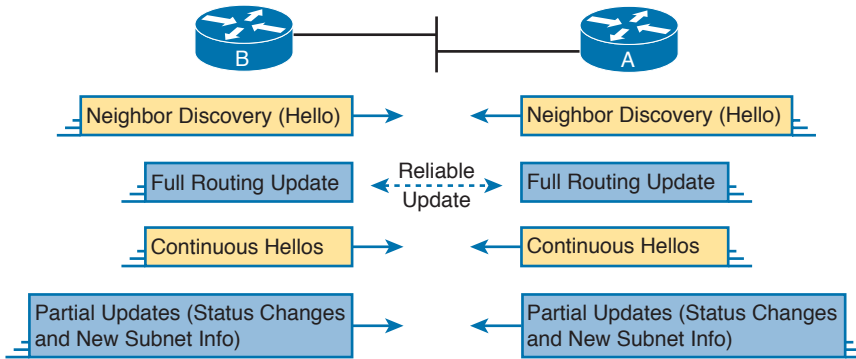 B
A
Neighbor Discovery (Hello)
Neighbor Discovery (Hello)
Full Routing Update
Reliable
Update
Full Routing Update
Continuous Hellos
Continuous Hellos
Partial Updates (Status Changes
and New Subnet Info)
Partial Updates (Status Changes
and New Subnet Info)